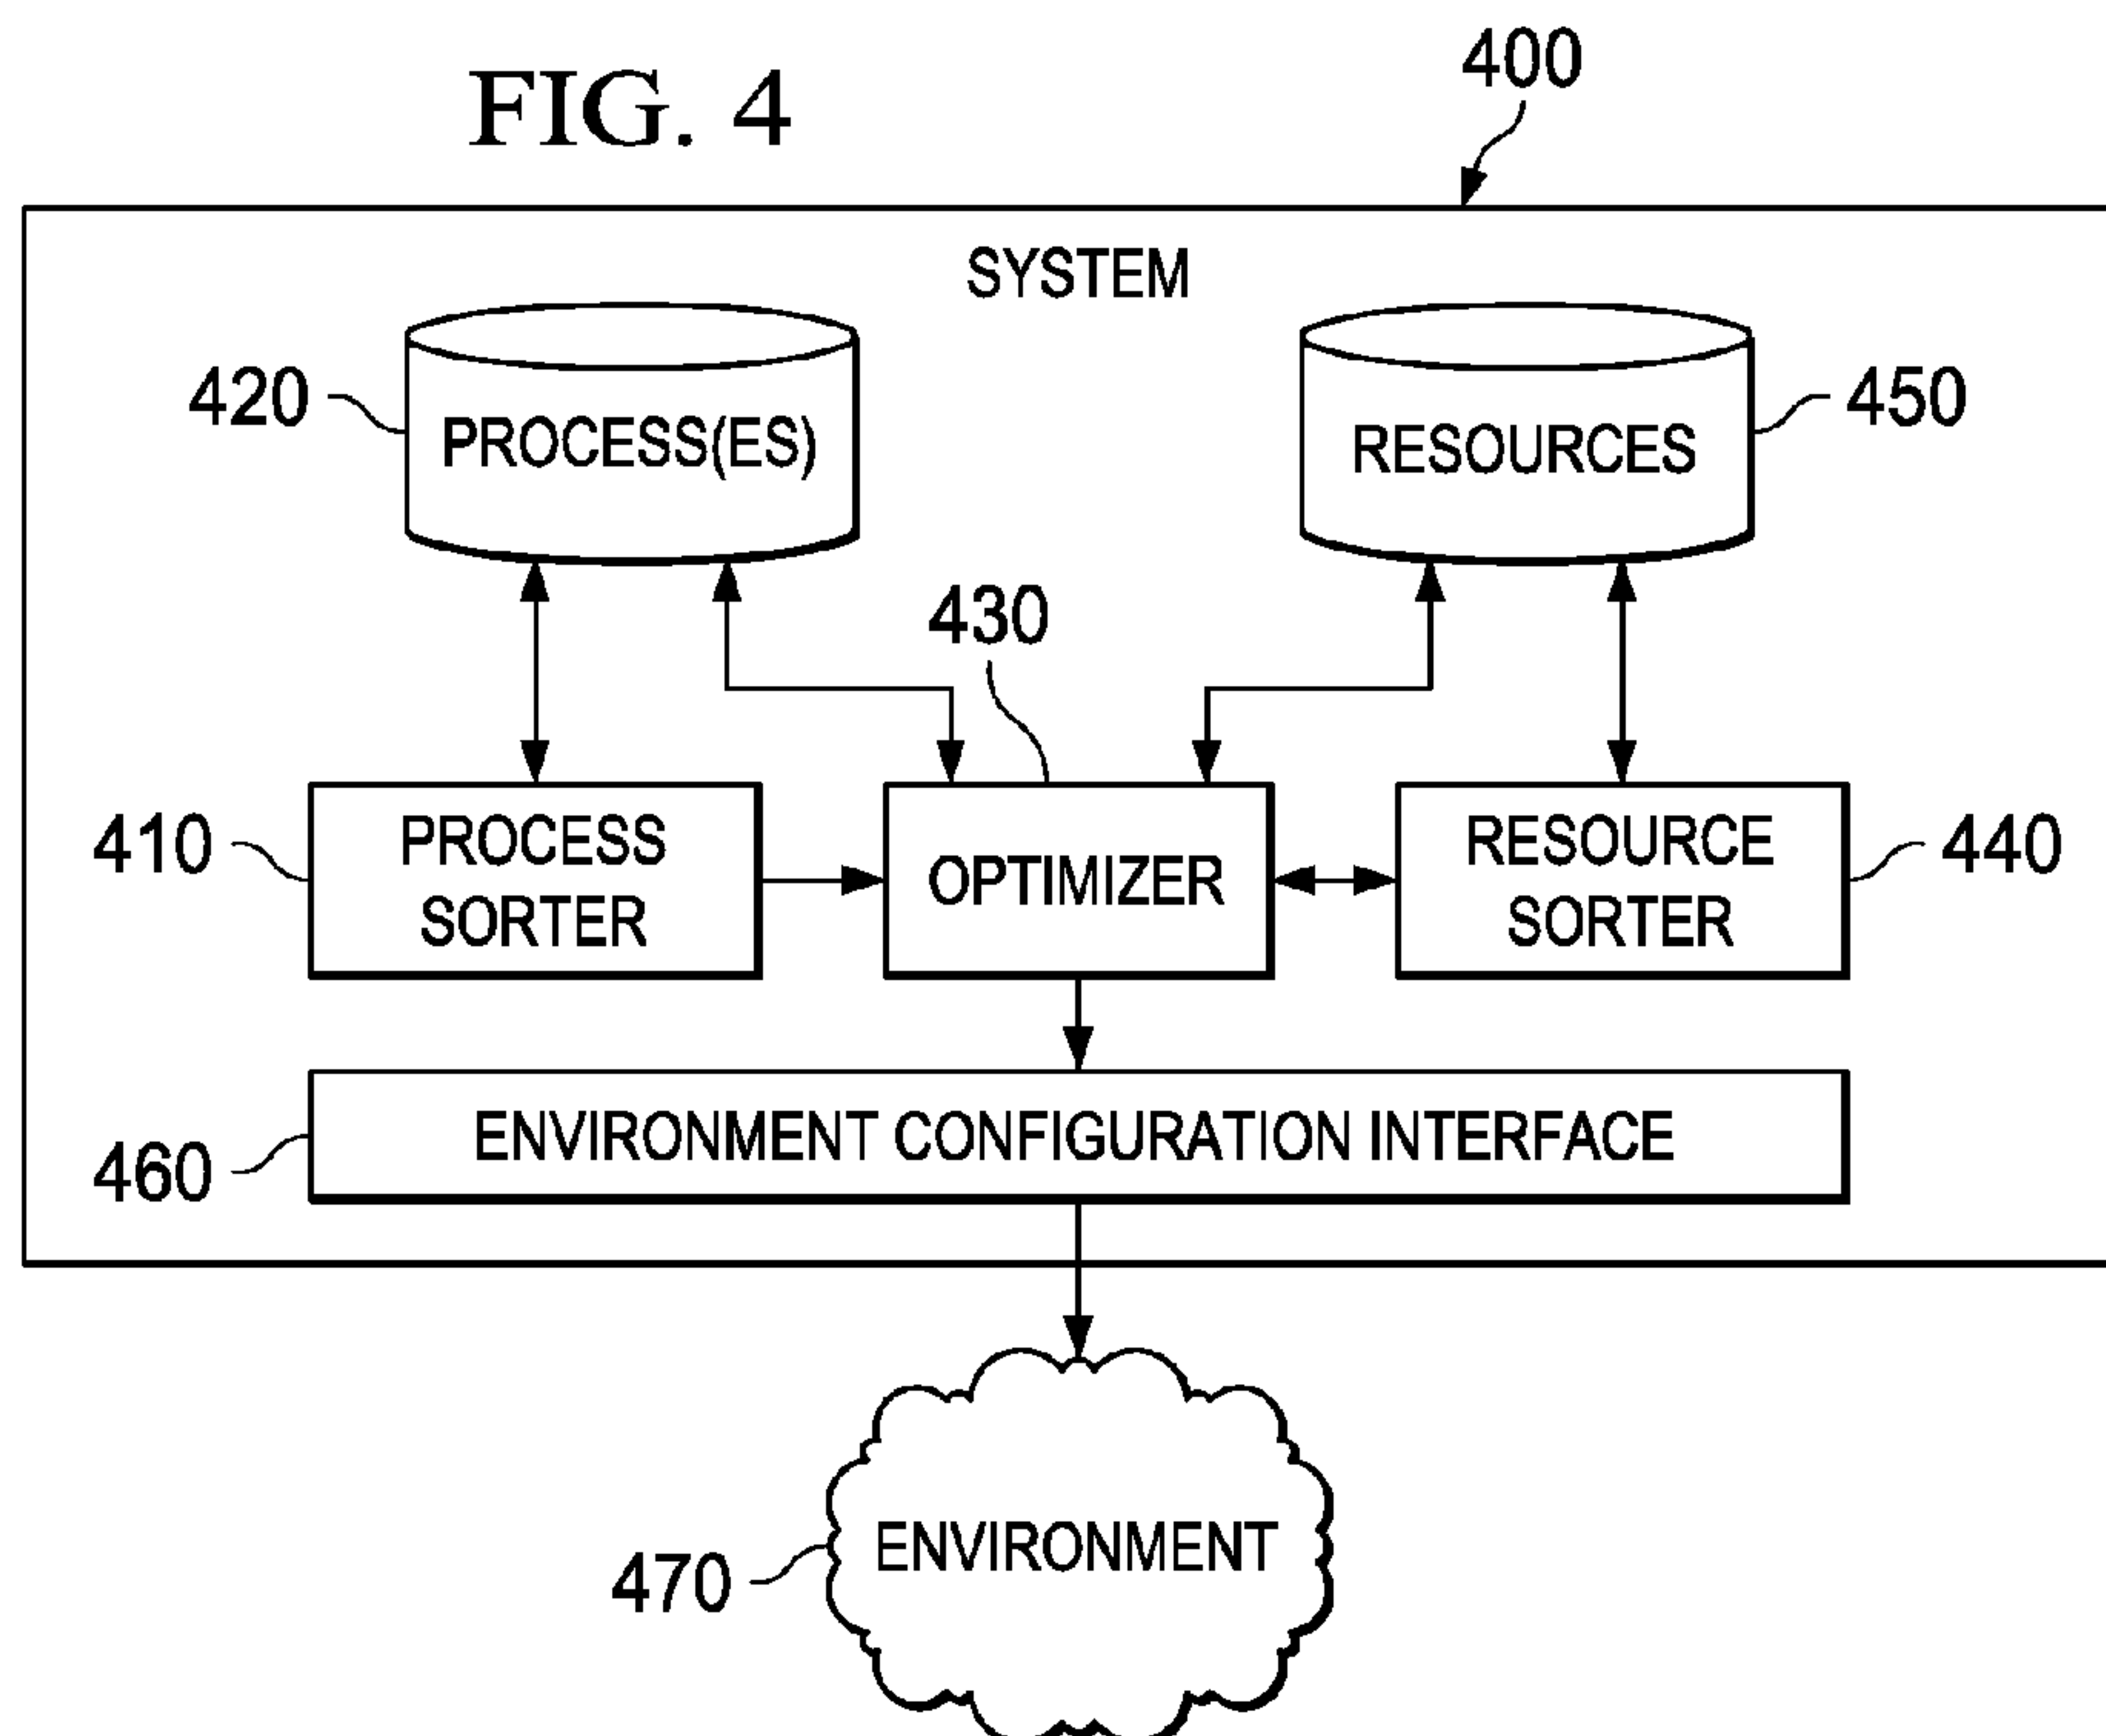 FIG. 4
400
SYSTEM
420
PROCESS(ES)
RESOURCES
450
430
410
PROCESS
SORTER
OPTIMIZER
RESOURCE
SORTER
440
460
ENVIRONMENT CONFIGURATION INTERFACE
470
ENVIRONMENT